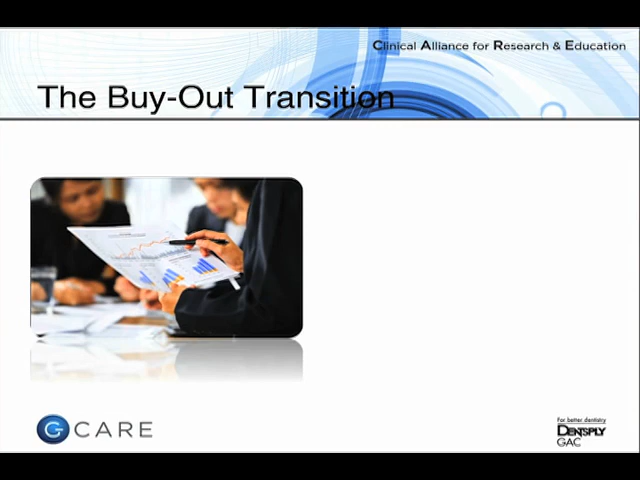 Clinical Alliance for Research & Education
The Buy-Out Transition
G CARE
For better dentistry
DENTSPLY
GAC